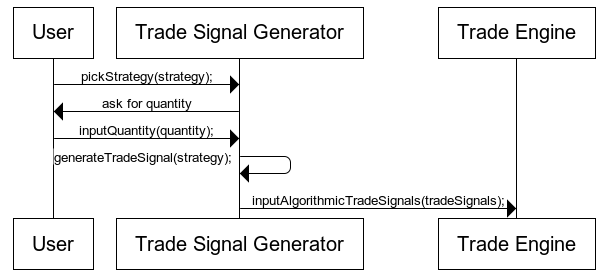 User
Trade Signal Generator
Trade Engine
pickStrategy(strategy);
ask for quantity
inputQuantity(quantity);
generateTradeSignal(strategy);
inputAlgorithmicTradeSignals(tradeSignals);
User
Trade Signal Generator
Trade Engine